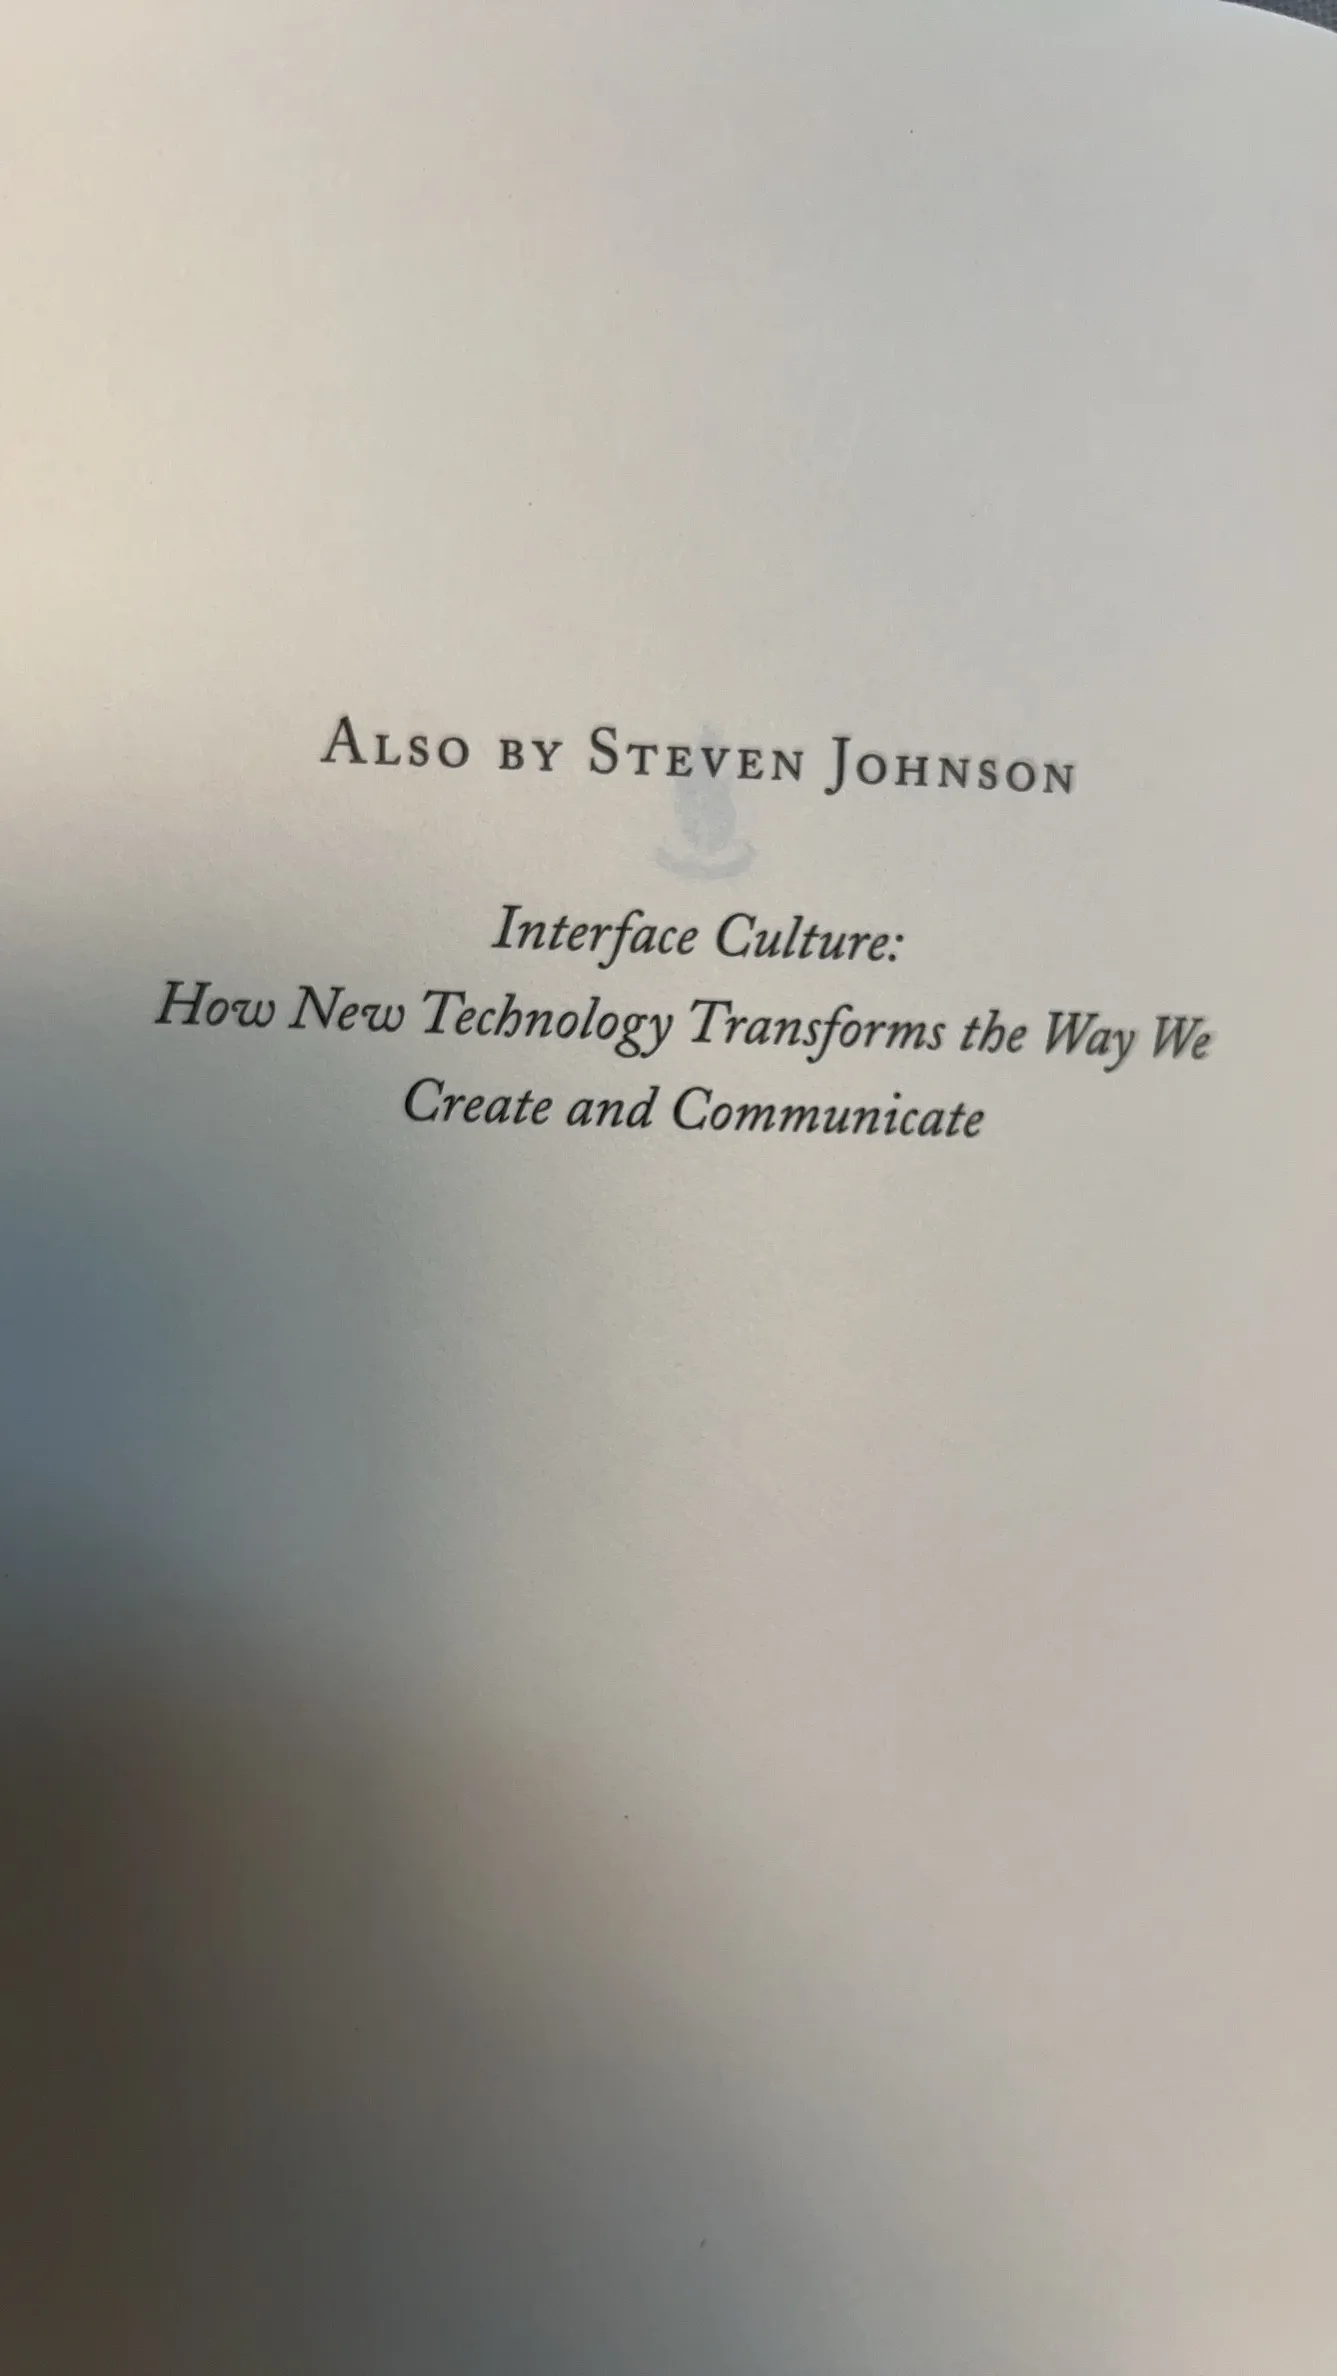 Also by Steven Johnson
Interface Culture:
How New Technology Transforms the Way We
Create and Communicate